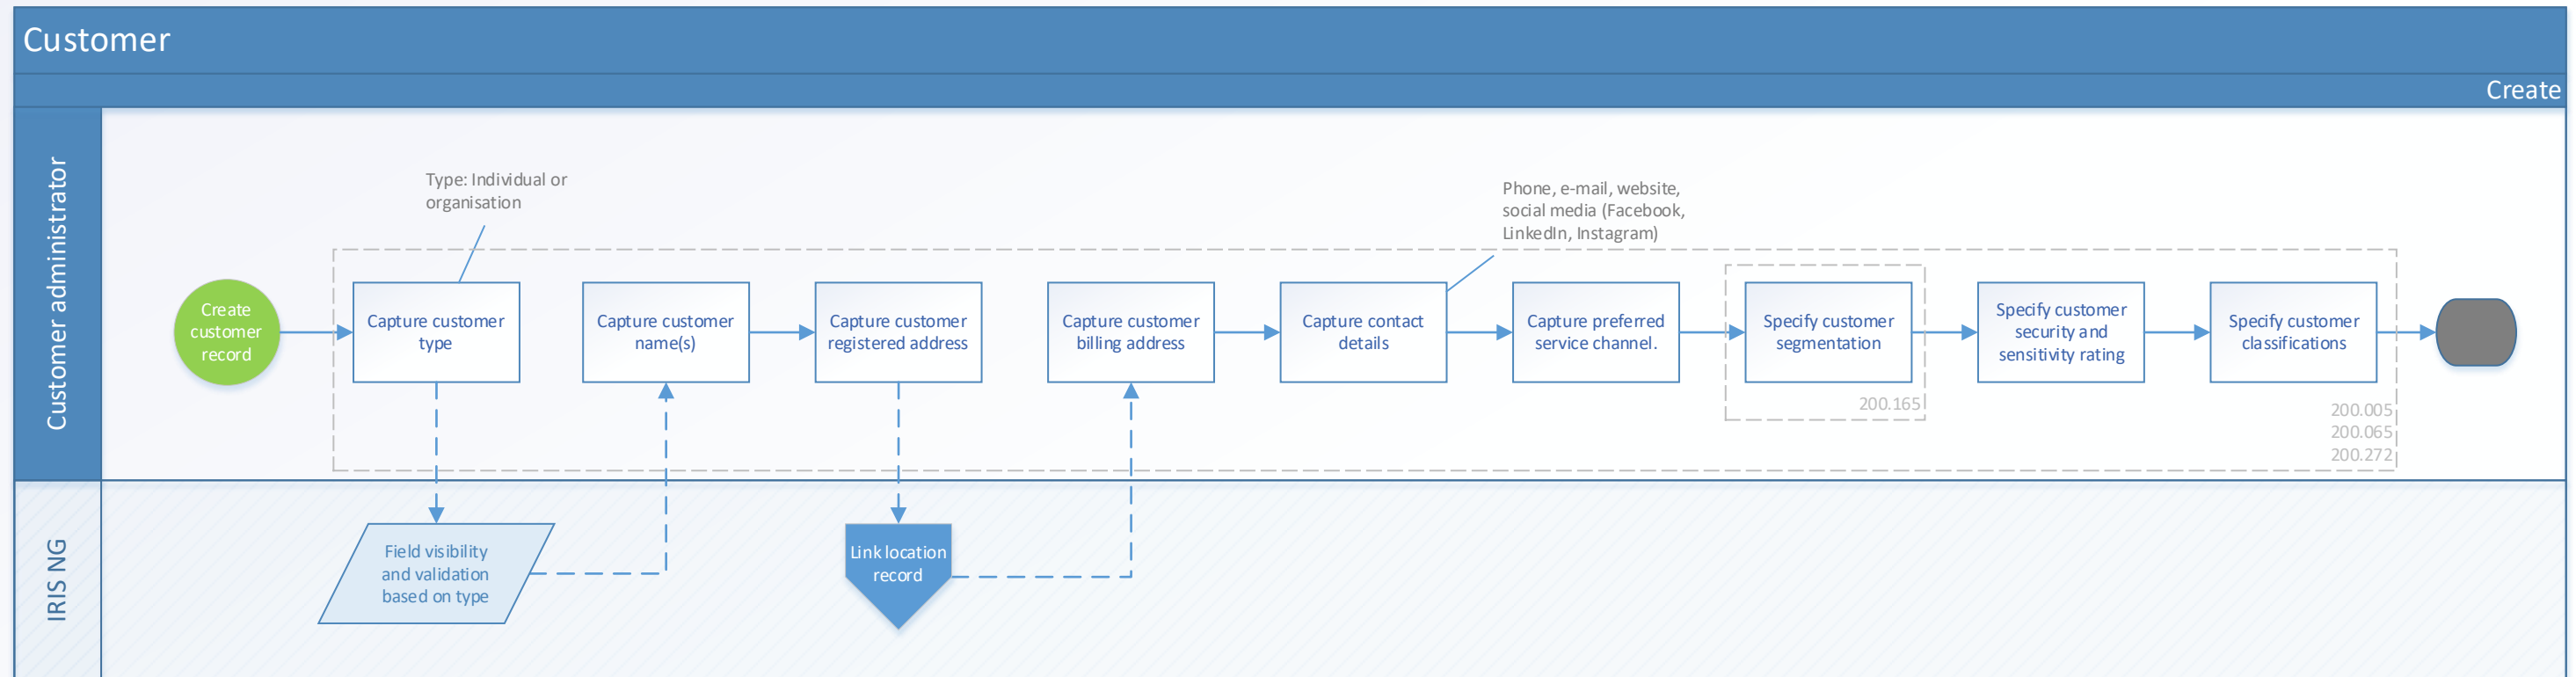 Customer
Create
Customer administrator
Type: Individual or
organisation
Phone, e-mail, website,
social media (Facebook,
LinkedIn, Instagram)
Create
customer
record
Capture customer
type
Capture customer
name(s)
Capture customer
registered address
Capture customer
billing address
Capture contact
details
Capture preferred
service channel.
Specify customer
segmentation
Specify customer
security and
sensitivity rating
Specify customer
classifications
200.165
200.005
200.065
200.272
IRIS NG
Field visibility
and validation
based on type
Link location
record